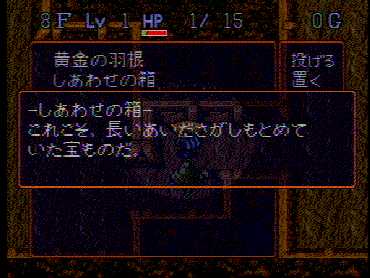 8F Lv 1 HP 1/ 15 0G
黄金の羽根
しあわせの箱
投げる
置く
-しあわせの箱-
これこそ、長いあいださがしもとめて
いた宝ものだ。